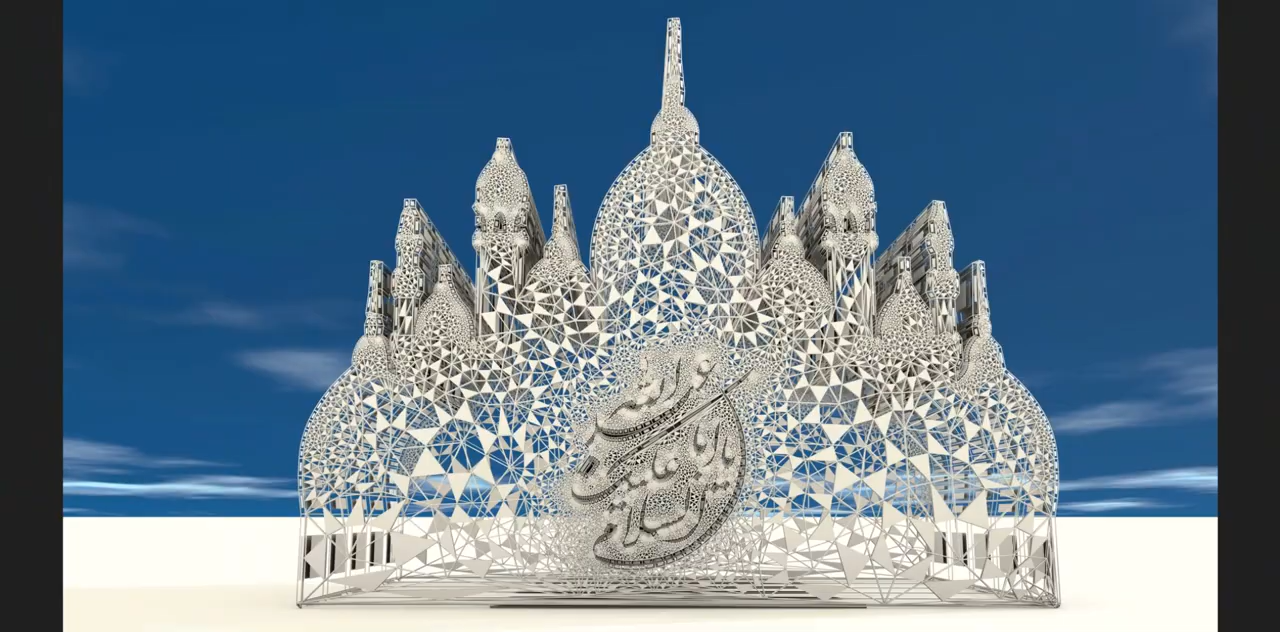 السلام علیک یا ابا عبدالله